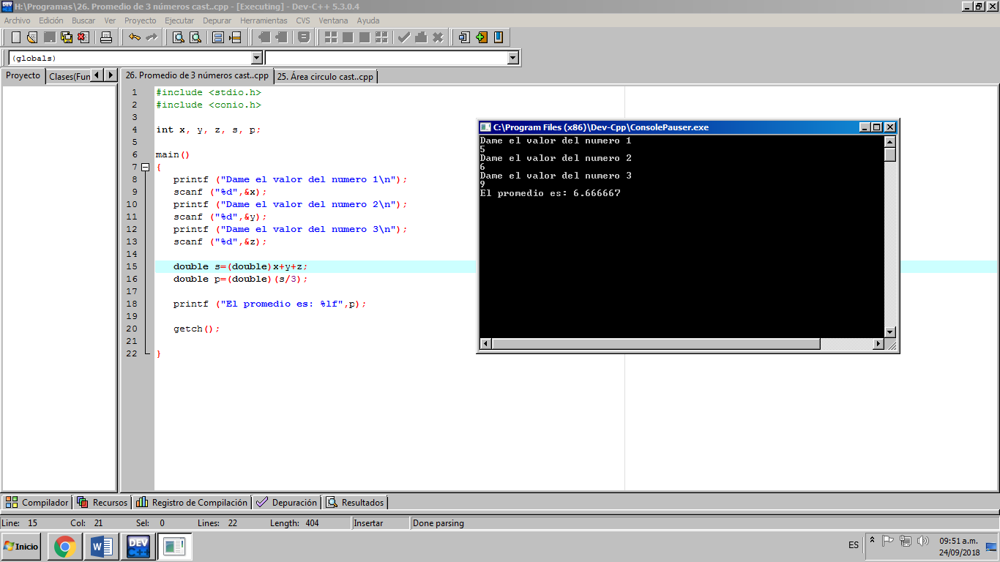 H:\Programas\26. Promedio de 3 números cast..cpp - [Executing] - Dev-C++ 5.3.0.4
Archivo Edición Buscar Ver Proyecto Ejecutar Depurar Herramientas CVS Ventana Ayuda
(globals)
Proyecto Clases(Fun 26. Promedio de 3 números cast..cpp 25. Área circulo cast..cpp
1 #include <stdio.h>
2 #include <conio.h>
3
4 int x, y, z, s, p;
5
6 main()
7 {
8 printf ("Dame el valor del numero 1\n");
9 scanf ("%d",&x);
10 printf ("Dame el valor del numero 2\n");
11 scanf ("%d",&y);
12 printf ("Dame el valor del numero 3\n");
13 scanf ("%d",&z);
14
15 double s=(double)x+y+z;
16 double p=(double)(s/3);
17
18 printf ("El promedio es: %lf",p);
19
20 getch();
21
22 }
C:\Program Files (x86)\Dev-Cpp\ConsolePauser.exe
Dame el valor del numero 1
5
Dame el valor del numero 2
6
Dame el valor del numero 3
9
El promedio es: 6.666667
Compilador Recursos Registro de Compilación Depuración Resultados
Line: 15 Col: 21 Sel: 0 Lines: 22 Length: 404 Insertar Done parsing
Inicio W DEV C++ ES 09:51 a.m.
24/09/2018